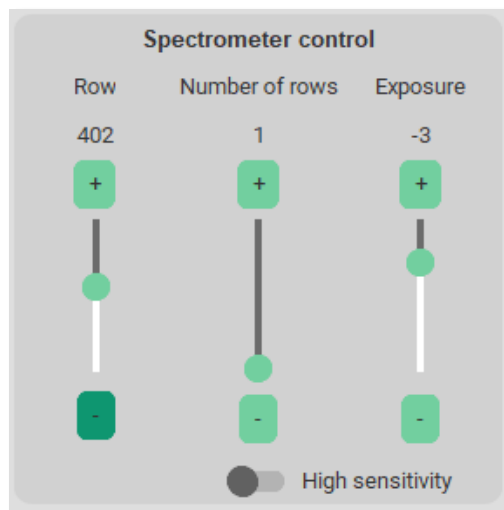 Spectrometer control
Row Number of rows Exposure
402 1 -3
+ + +
- - -
High sensitivity